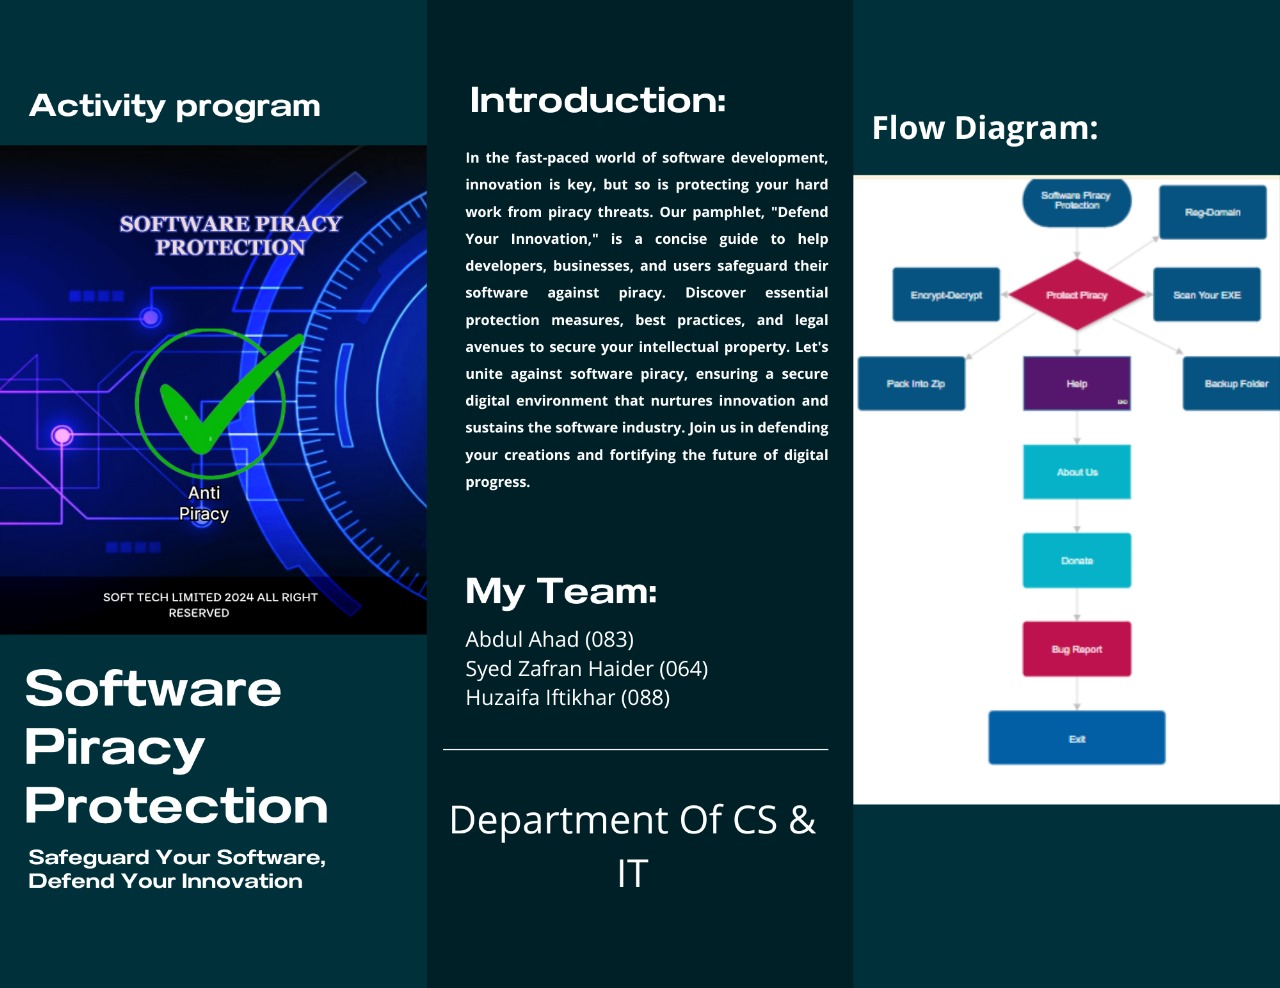 Activity program
SOFTWARE PIRACY
PROTECTION
Anti
Piracy
SOFT TECH LIMITED 2024 ALL RIGHT
RESERVED
Software
Piracy
Protection
Safeguard Your Software,
Defend Your Innovation
Introduction:
In the fast-paced world of software development,
innovation is key, but so is protecting your hard
work from piracy threats. Our pamphlet, "Defend
Your Innovation," is a concise guide to help
developers, businesses, and users safeguard their
software against piracy. Discover essential
protection measures, best practices, and legal
avenues to secure your intellectual property. Let's
unite against software piracy, ensuring a secure
digital environment that nurtures innovation and
sustains the software industry. Join us in defending
your creations and fortifying the future of digital
progress.
My Team:
Abdul Ahad (083)
Syed Zafran Haider (064)
Huzaifa Iftikhar (088)
Department Of CS &
IT
Flow Diagram:
Software Piracy
Protection
Reg-Domain
Encrypt-Decrypt
Protect Piracy
Scan Your EXE
Pack Into Zip
Help
Backup Folder
About Us
Donate
Bug Report
Exit